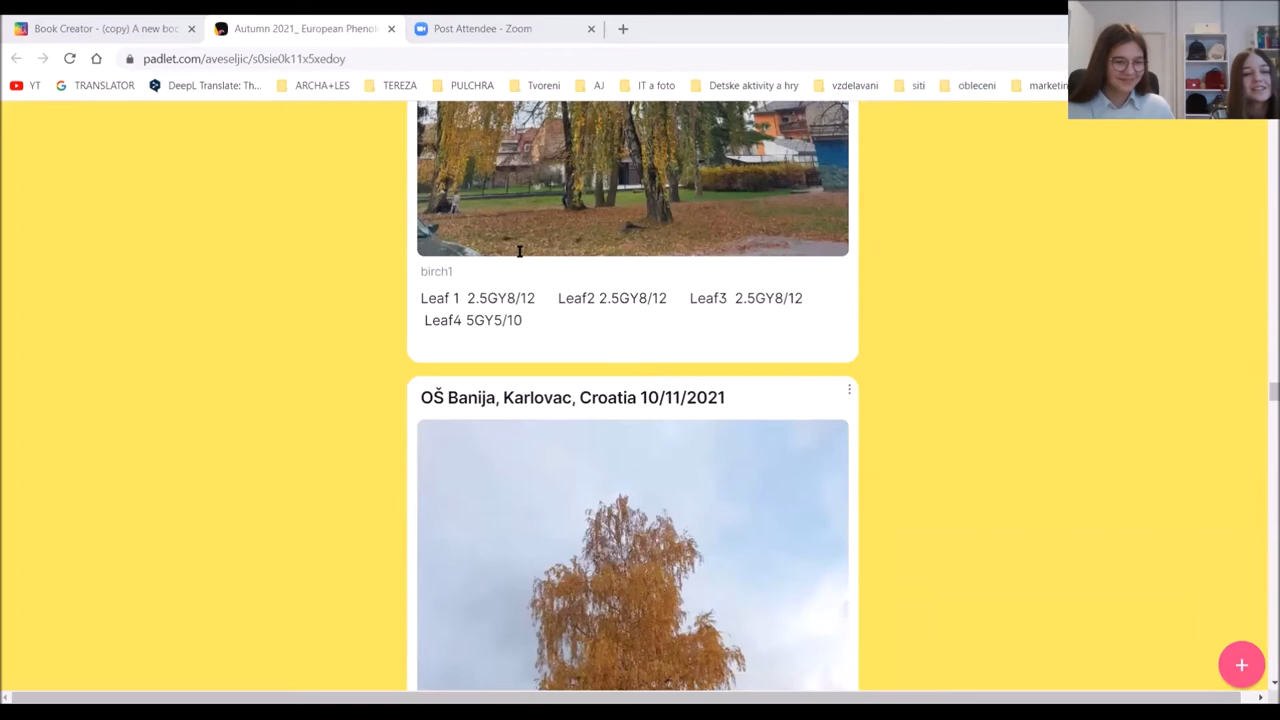 Book Creator - (copy) A new boc
Autumn 2021_ European Phenol
Post Attendee - Zoom
padlet.com/aveseljic/s0sie0k11x5xedoy
YT TRANSLATOR DeepL Translate: Th... ARCHA+LES TEREZA PULCHRA Tvoreni AJ IT a foto Detske aktivity a hry vzdelavani siti obleceni marketin
birch1
Leaf 1 2.5GY8/12 Leaf2 2.5GY8/12 Leaf3 2.5GY8/12
Leaf4 5GY5/10
OŠ Banija, Karlovac, Croatia 10/11/2021